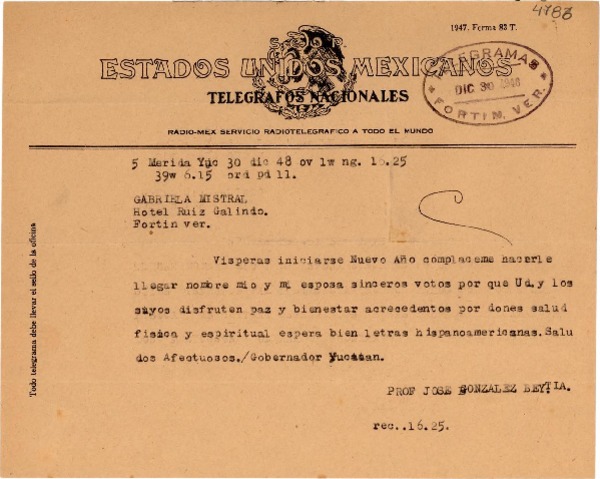 4788
1947. Forma 83 T.
ESTADOS UNIDOS MEXICANOS
TELEGRAFOS NACIONALES
TELEGRAMAS
DIC 30 1948
FORTIN, VER.
RADIO-MEX SERVICIO RADIOTELEGRAFICO A TODO EL MUNDO
5 Merida Yuc 30 dic 48 ov lw ng. 16.25
39w 6.15 ord pd 11.
GABRIELA MISTRAL
Hotel Ruiz Galindo.
Fortin ver.
Visperas iniciarse Nuevo Año complaceme hacerle
llegar nombre mio y mi esposa sinceros votos por que Ud. y los
suyos disfruten paz y bienestar acrecedentos por dones salud
fisica y espiritual espera bien letras hispanoamericanas. Salu
dos Afectuosos./Gobernador Yucatan.
PROF JOSE GONZALEZ BEYTIA.
rec..16.25.
Todo telegrama debe llevar el sello de la oficina